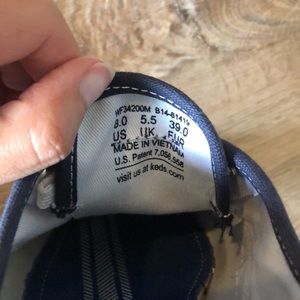 WF34200M B14-81419
8.0 5.5 39.0
US UK EUR
MADE IN VIETNAM
U.S. Patent 7,056,558
visit us at keds.com